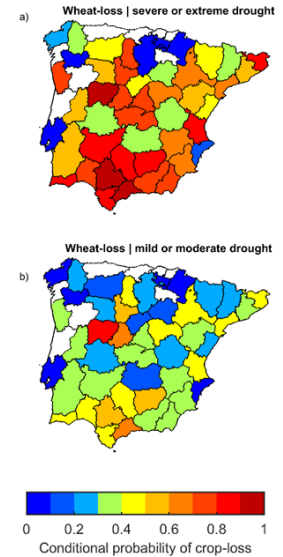 Wheat-loss | severe or extreme drought
a)
Wheat-loss | mild or moderate drought
b)
0 0.2 0.4 0.6 0.8 1
Conditional probability of crop-loss